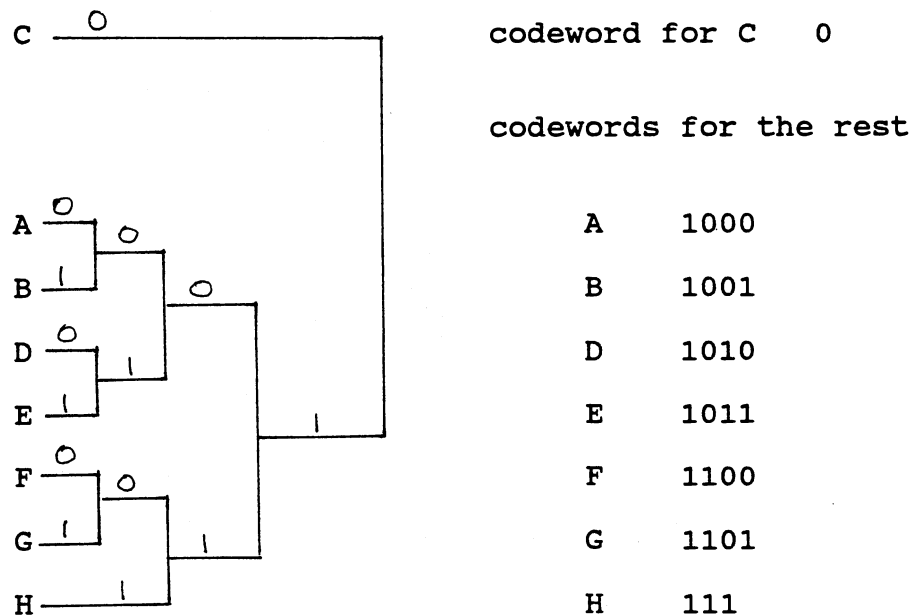 C 0 codeword for C 0
codewords for the rest
A 0 0 A 1000
B 1 0 B 1001
D 0 D 1010
E 1 1 E 1011
1
F 0 0 F 1100
G 1 1 G 1101
H 1 H 111